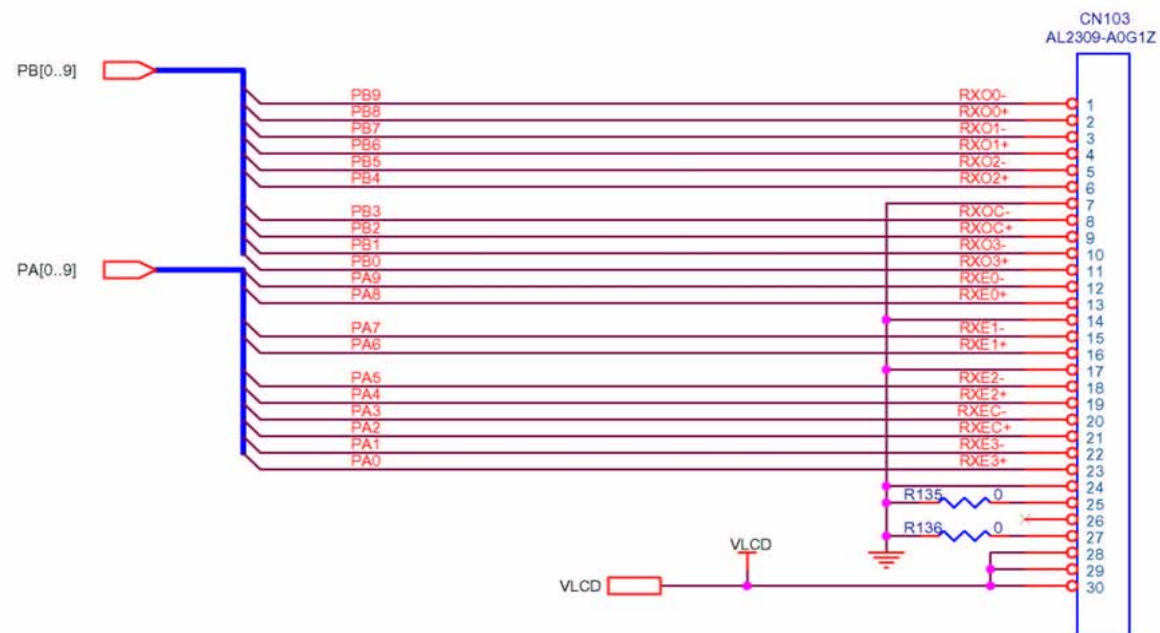 CN103
AL2309-A0G1Z
PB[0..9]
PB9 RXO0- 1
PB8 RXO0+ 2
PB7 RXO1- 3
PB6 RXO1+ 4
PB5 RXO2- 5
PB4 RXO2+ 6
7
PB3 RXOC- 8
PB2 RXOC+ 9
PB1 RXO3- 10
PA[0..9] PB0 RXO3+ 11
PA9 RXE0- 12
PA8 RXE0+ 13
14
PA7 RXE1- 15
PA6 RXE1+ 16
17
PA5 RXE2- 18
PA4 RXE2+ 19
PA3 RXEC- 20
PA2 RXEC+ 21
PA1 RXE3- 22
PA0 RXE3+ 23
24
R135 0 25
26
R136 0 27
VLCD 28
29
VLCD 30